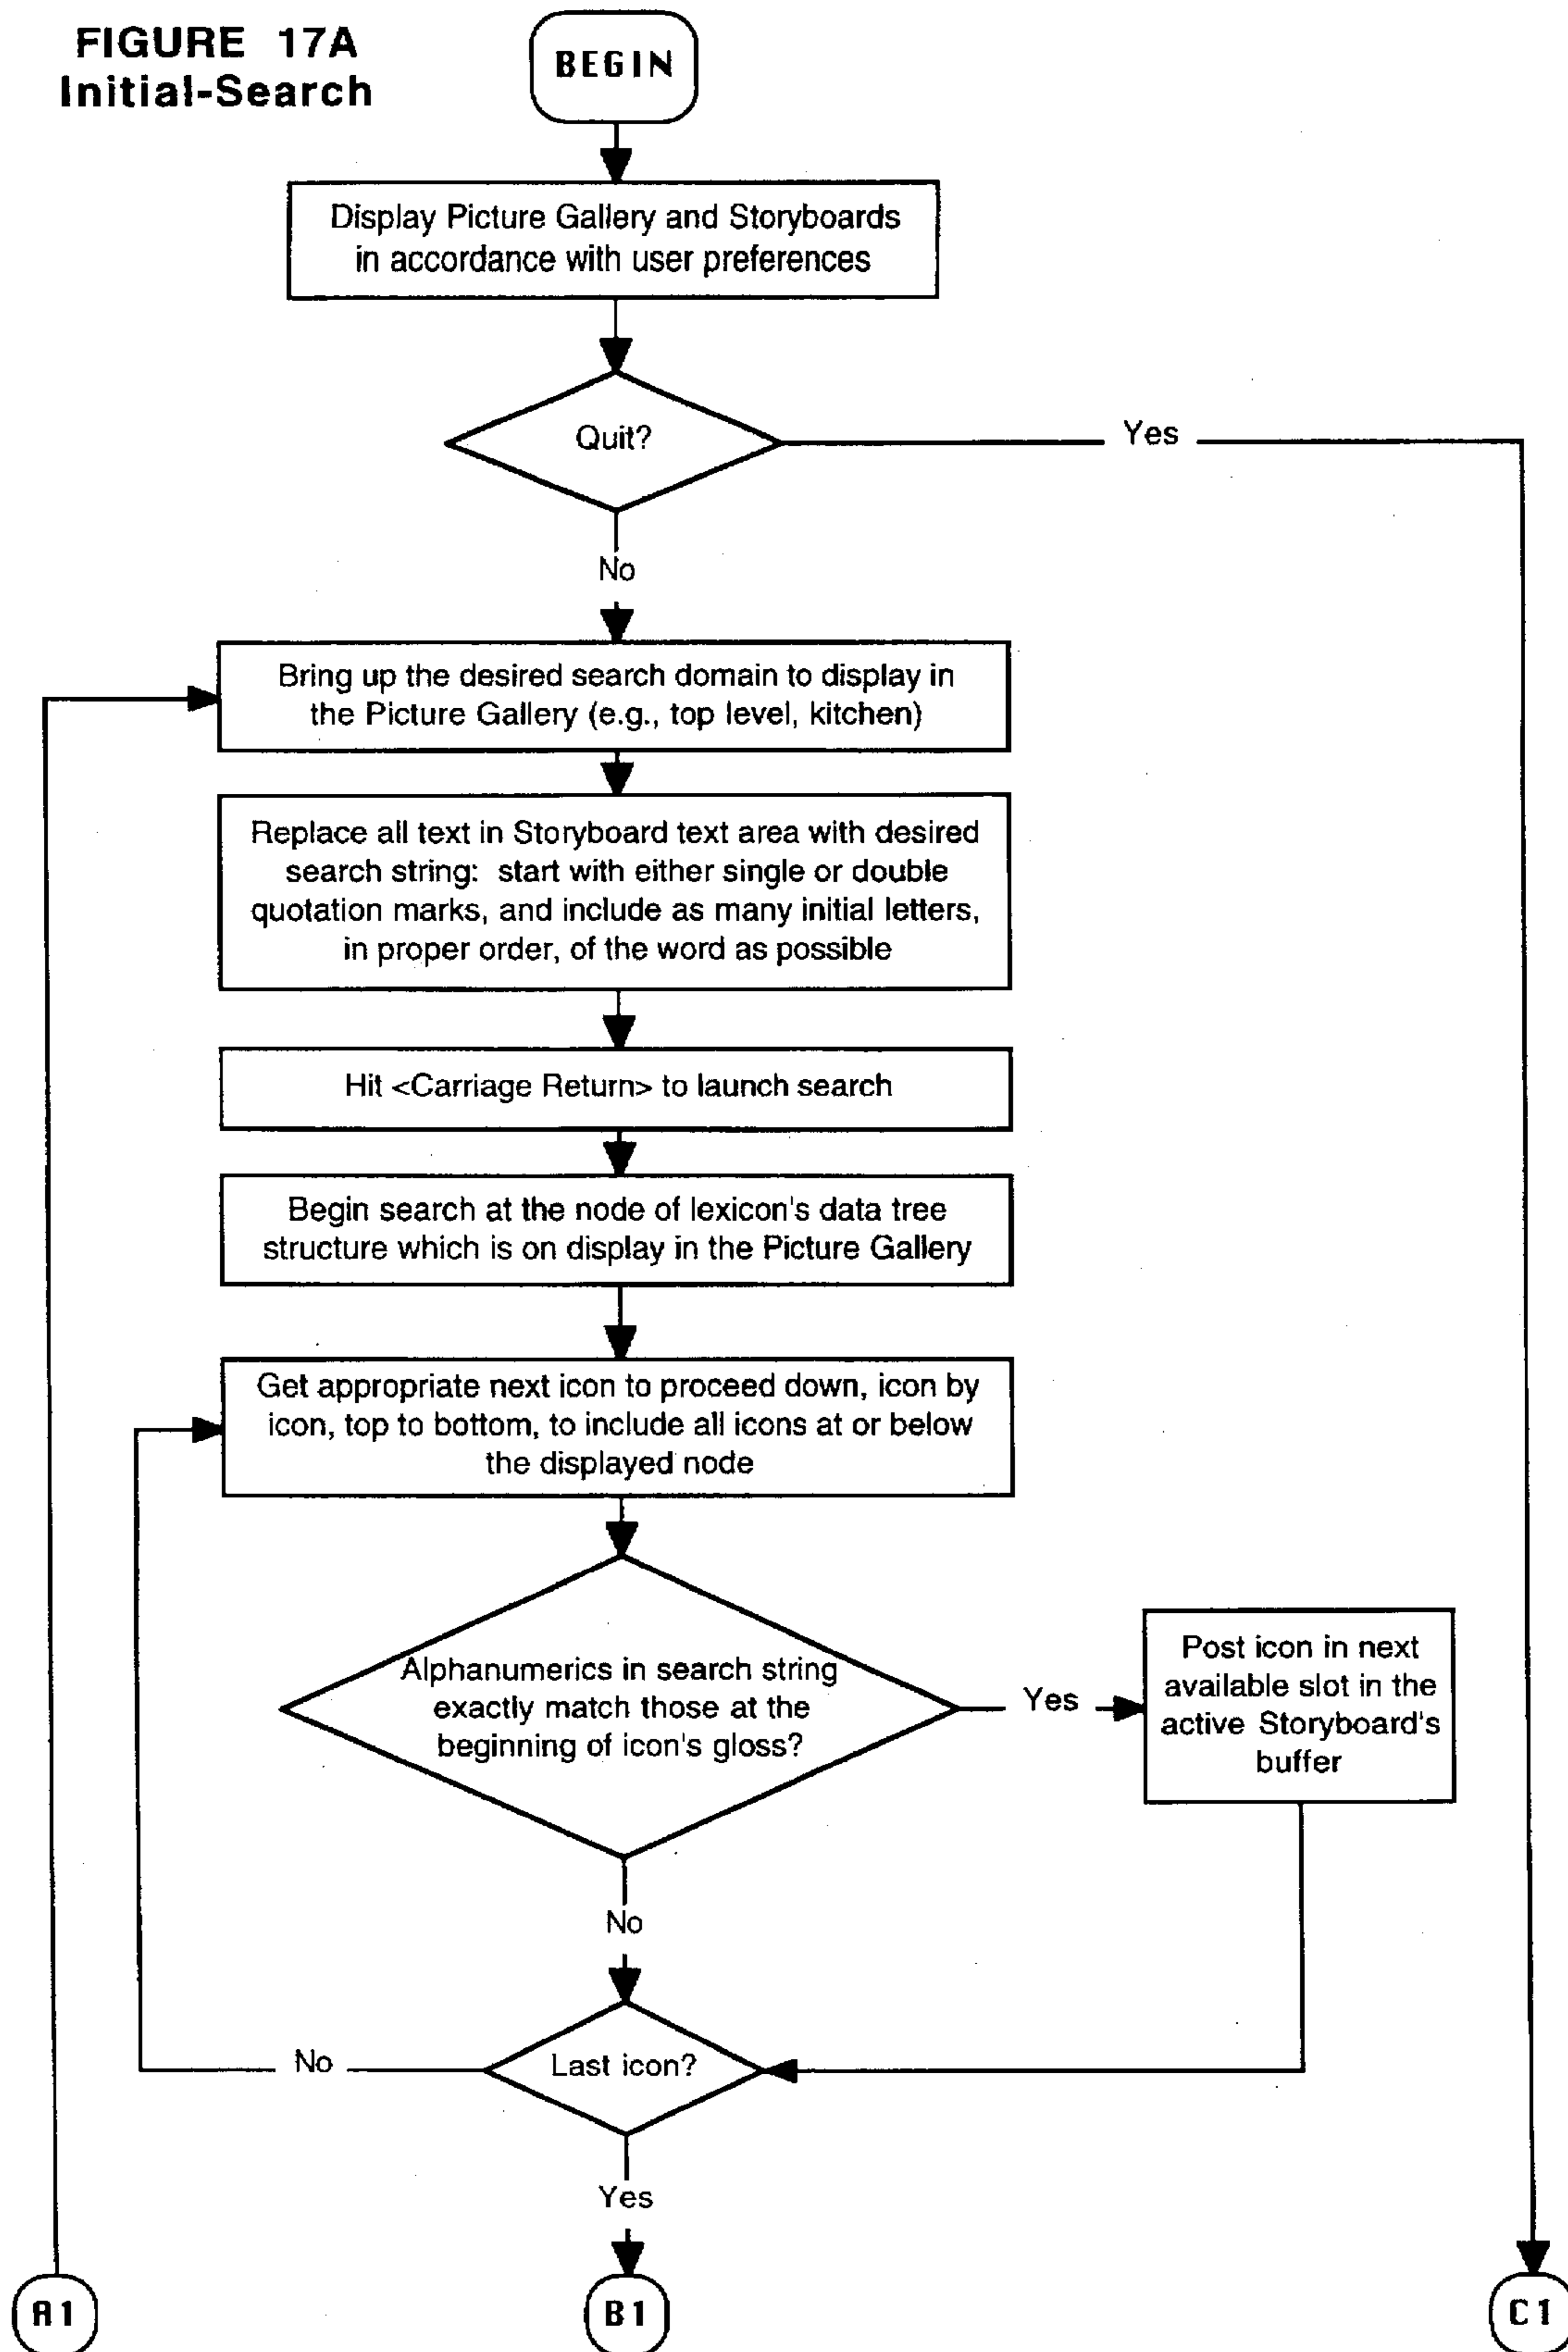 FIGURE 17A
Initial-Search
BEGIN
Display Picture Gallery and Storyboards
in accordance with user preferences
Quit?
Yes
No
Bring up the desired search domain to display in
the Picture Gallery (e.g., top level, kitchen)
Replace all text in Storyboard text area with desired
search string: start with either single or double
quotation marks, and include as many initial letters,
in proper order, of the word as possible
Hit <Carriage Return> to launch search
Begin search at the node of lexicon's data tree
structure which is on display in the Picture Gallery
Get appropriate next icon to proceed down, icon by
icon, top to bottom, to include all icons at or below
the displayed node
Alphanumerics in search string
exactly match those at the
beginning of icon's gloss?
Yes
Post icon in next
available slot in the
active Storyboard's
buffer
No
Last icon?
No
Yes
A1
B1
C1